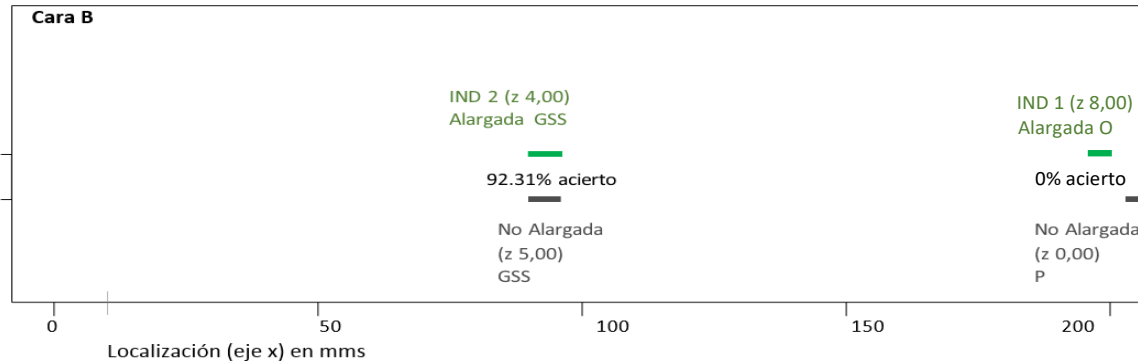 Cara B
IND 2 (z 4,00)
Alargada GSS
IND 1 (z 8,00)
Alargada O
92.31% acierto
0% acierto
No Alargada
(z 5,00)
GSS
No Alargada
(z 0,00)
P
0
50
100
150
200
Localización (eje x) en mms